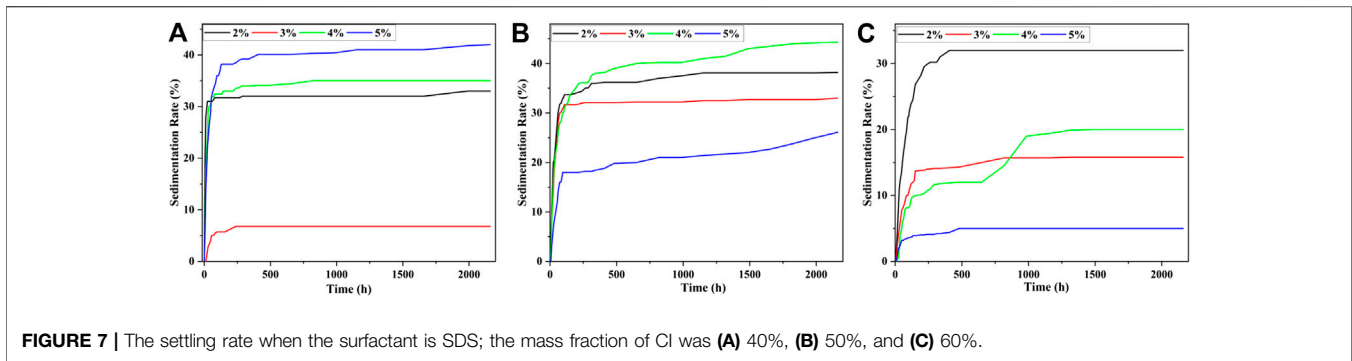 A
2% 3% 4% 5%
Sedimentation Rate (%)
40
30
20
10
0
0 500 1000 1500 2000
Time (h)
B
2% 3% 4% 5%
Sedimentation Rate (%)
40
30
20
10
0
0 500 1000 1500 2000
Time (h)
C
2% 3% 4% 5%
Sedimentation Rate (%)
30
20
10
0
0 500 1000 1500 2000
Time (h)
FIGURE 7 | The settling rate when the surfactant is SDS; the mass fraction of CI was (A) 40%, (B) 50%, and (C) 60%.